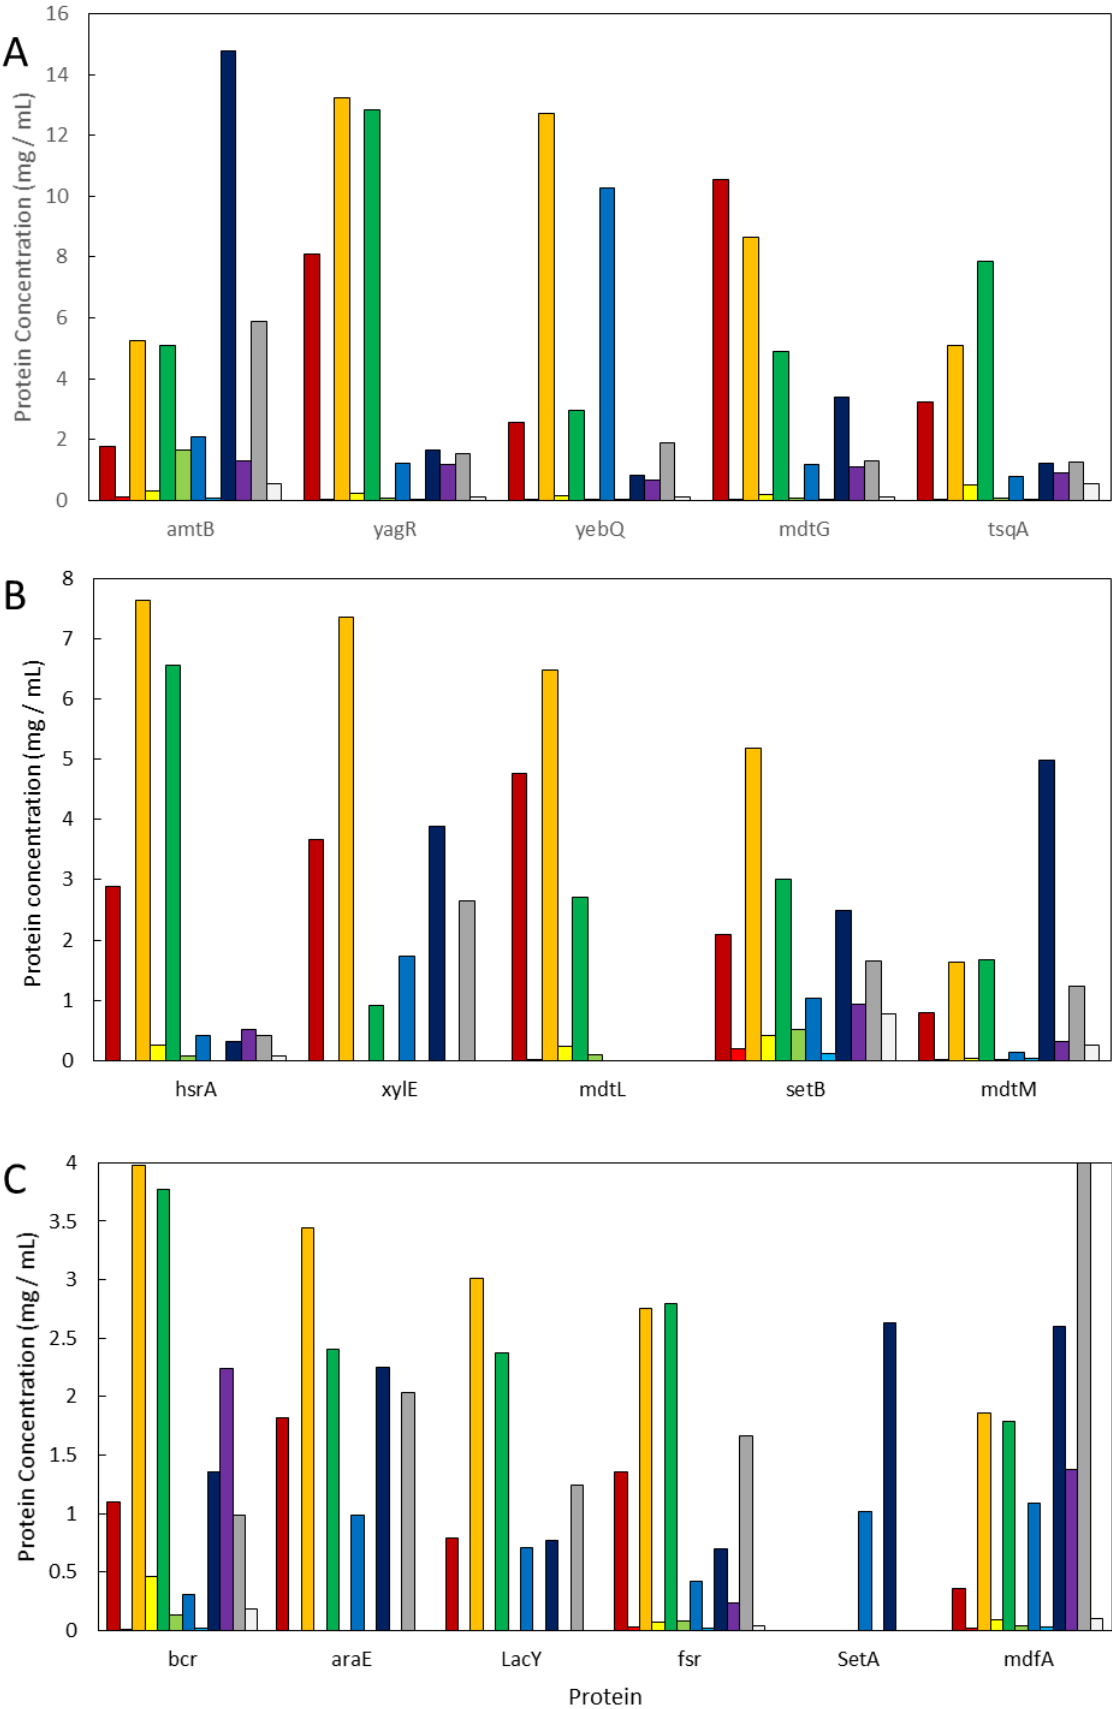 A
Protein Concentration (mg / mL)
16
14
12
10
8
6
4
2
0
amtB yagR yebQ mdtG tsqA
B
Protein concentration (mg / mL)
8
7
6
5
4
3
2
1
0
hsrA xylE mdtL setB mdtM
C
Protein Concentration (mg / mL)
4
3.5
3
2.5
2
1.5
1
0.5
0
bcr araE LacY fsr SetA mdfA
Protein